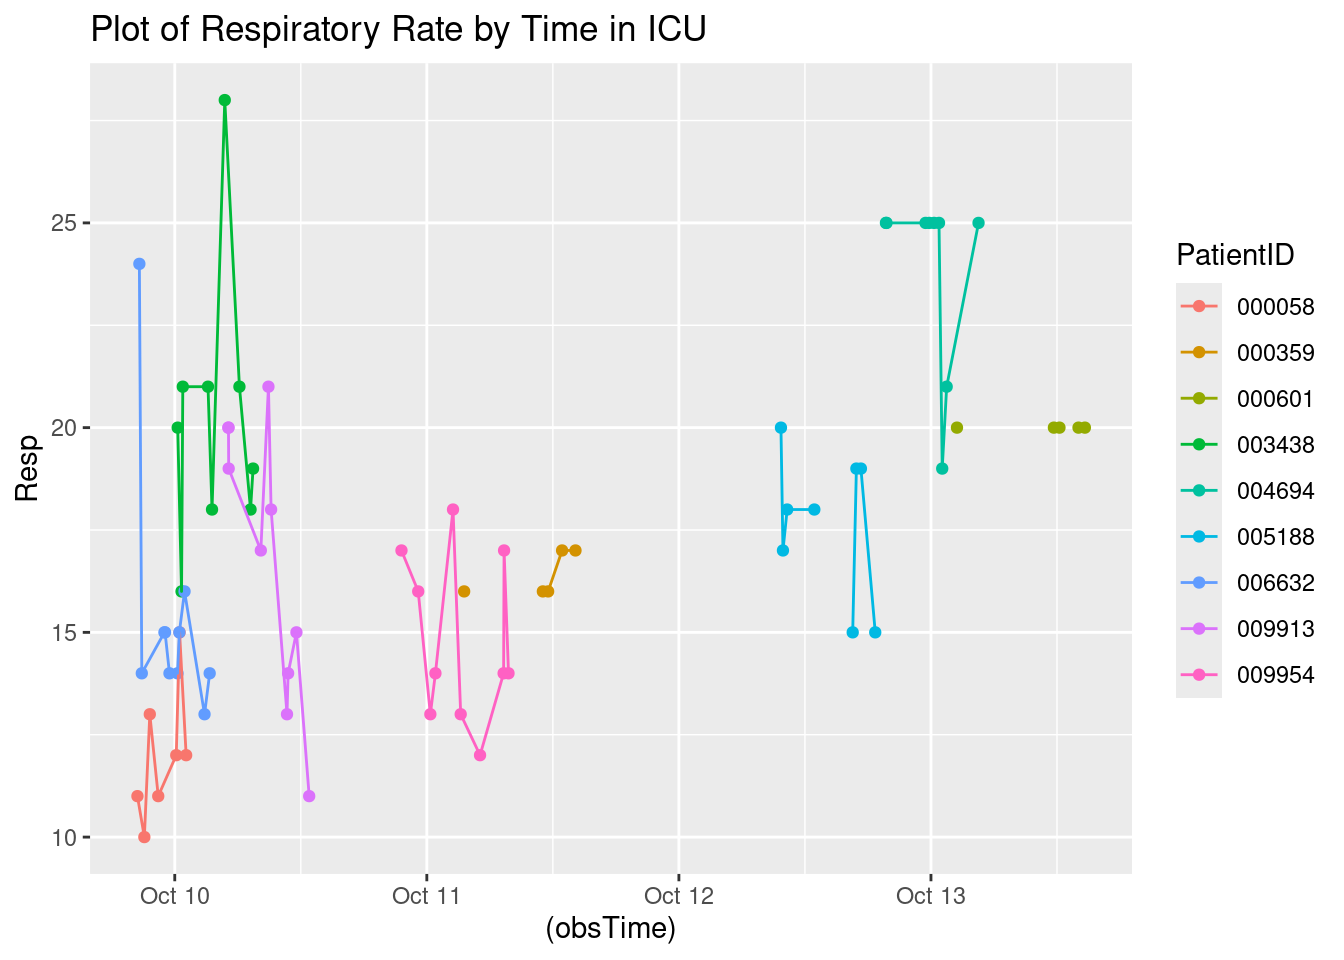 Plot of Respiratory Rate by Time in ICU
25
20
15
10
Resp
Oct 10
Oct 11
Oct 12
Oct 13
(obsTime)
PatientID
000058
000359
000601
003438
004694
005188
006632
009913
009954